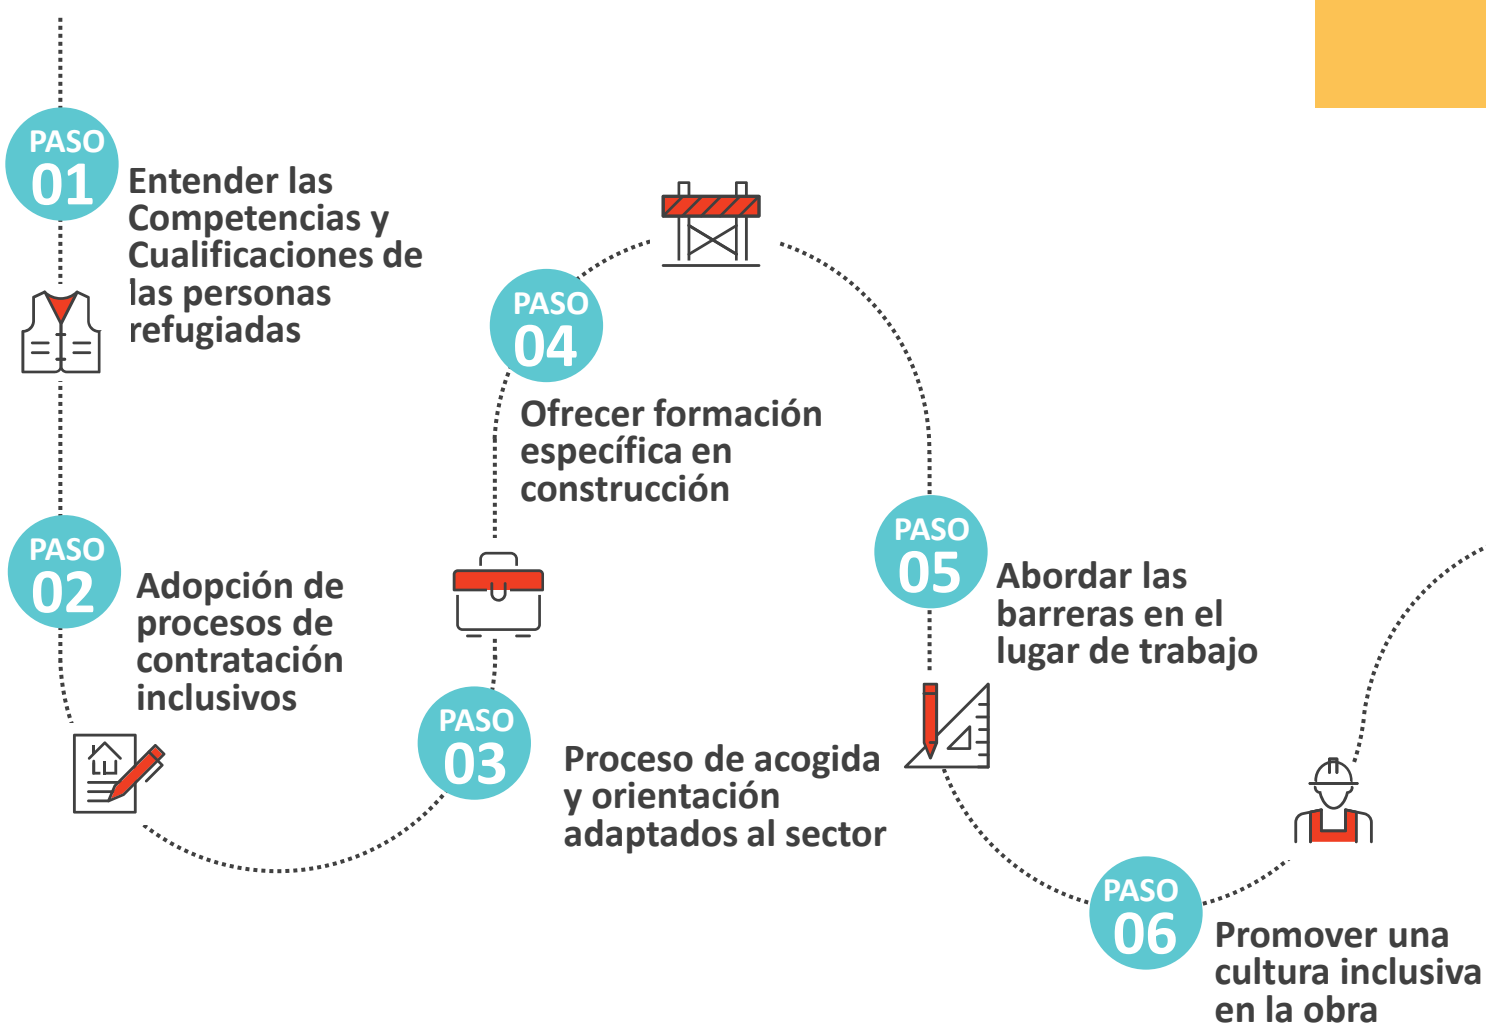 PASO
01
Entender las
Competencias y
Cualificaciones de
las personas
refugiadas
PASO
02
Adopción de
procesos de
contratación
inclusivos
PASO
03
Proceso de acogida
y orientación
adaptados al sector
PASO
04
Ofrecer formación
específica en
construcción
PASO
05
Abordar las
barreras en el
lugar de trabajo
PASO
06
Promover una
cultura inclusiva
en la obra